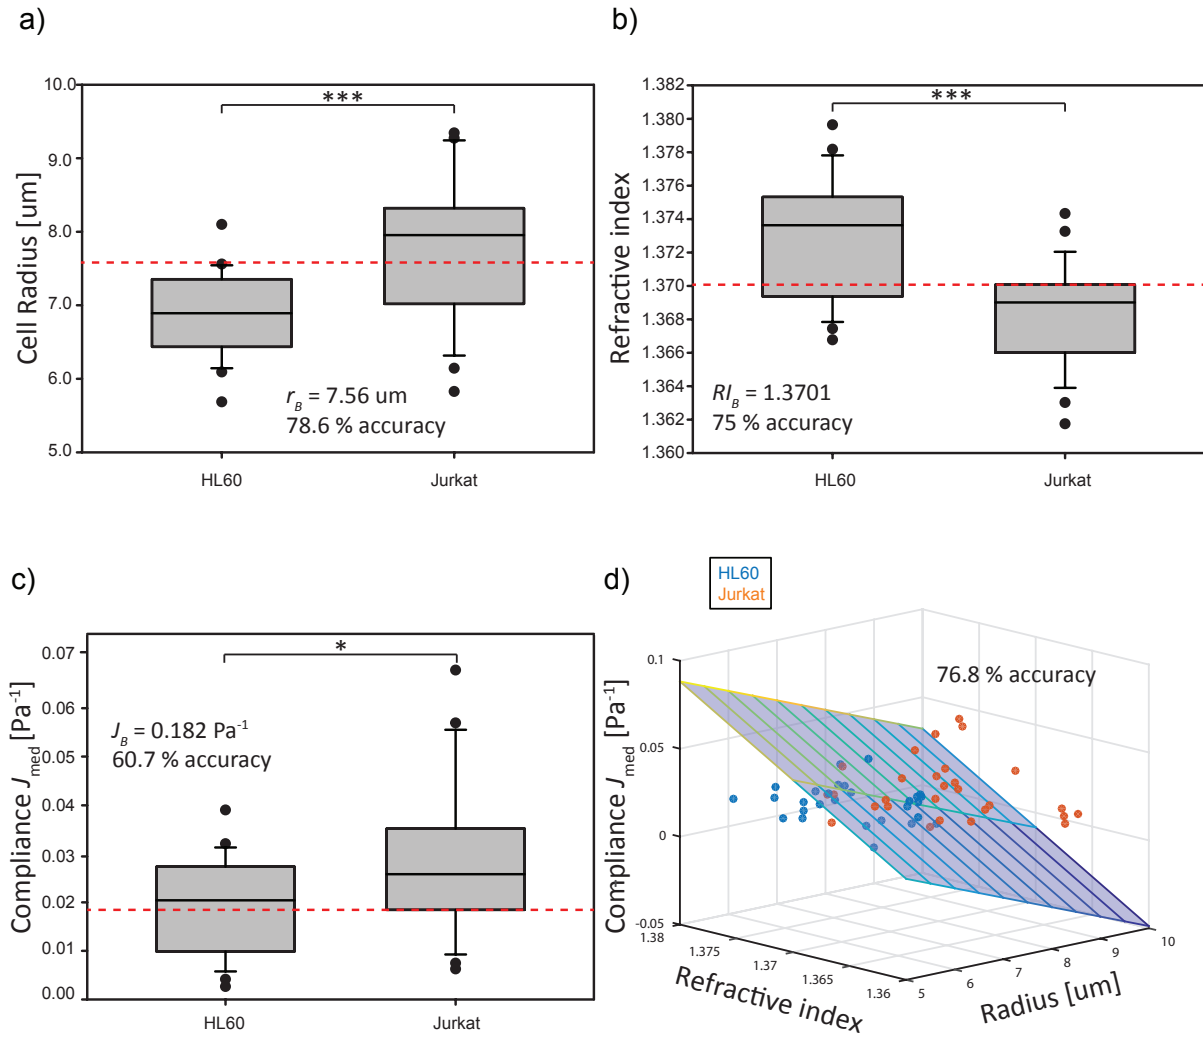 a)
Cell Radius [um]
10.0
9.0
8.0
7.0
6.0
5.0
***
r_B = 7.56 um
78.6 % accuracy
HL60
Jurkat
b)
Refractive index
1.382
1.380
1.378
1.376
1.374
1.372
1.370
1.368
1.366
1.364
1.362
1.360
***
RI_B = 1.3701
75 % accuracy
HL60
Jurkat
c)
Compliance J_med [Pa⁻¹]
0.07
0.06
0.05
0.04
0.03
0.02
0.01
0.00
*
J_B = 0.182 Pa⁻¹
60.7 % accuracy
HL60
Jurkat
d)
HL60
Jurkat
76.8 % accuracy
Compliance J_med [Pa⁻¹]
0.1
0.05
0
-0.05
1.38
1.375
1.37
1.365
1.36
Refractive index
5
6
7
8
9
10
Radius [um]